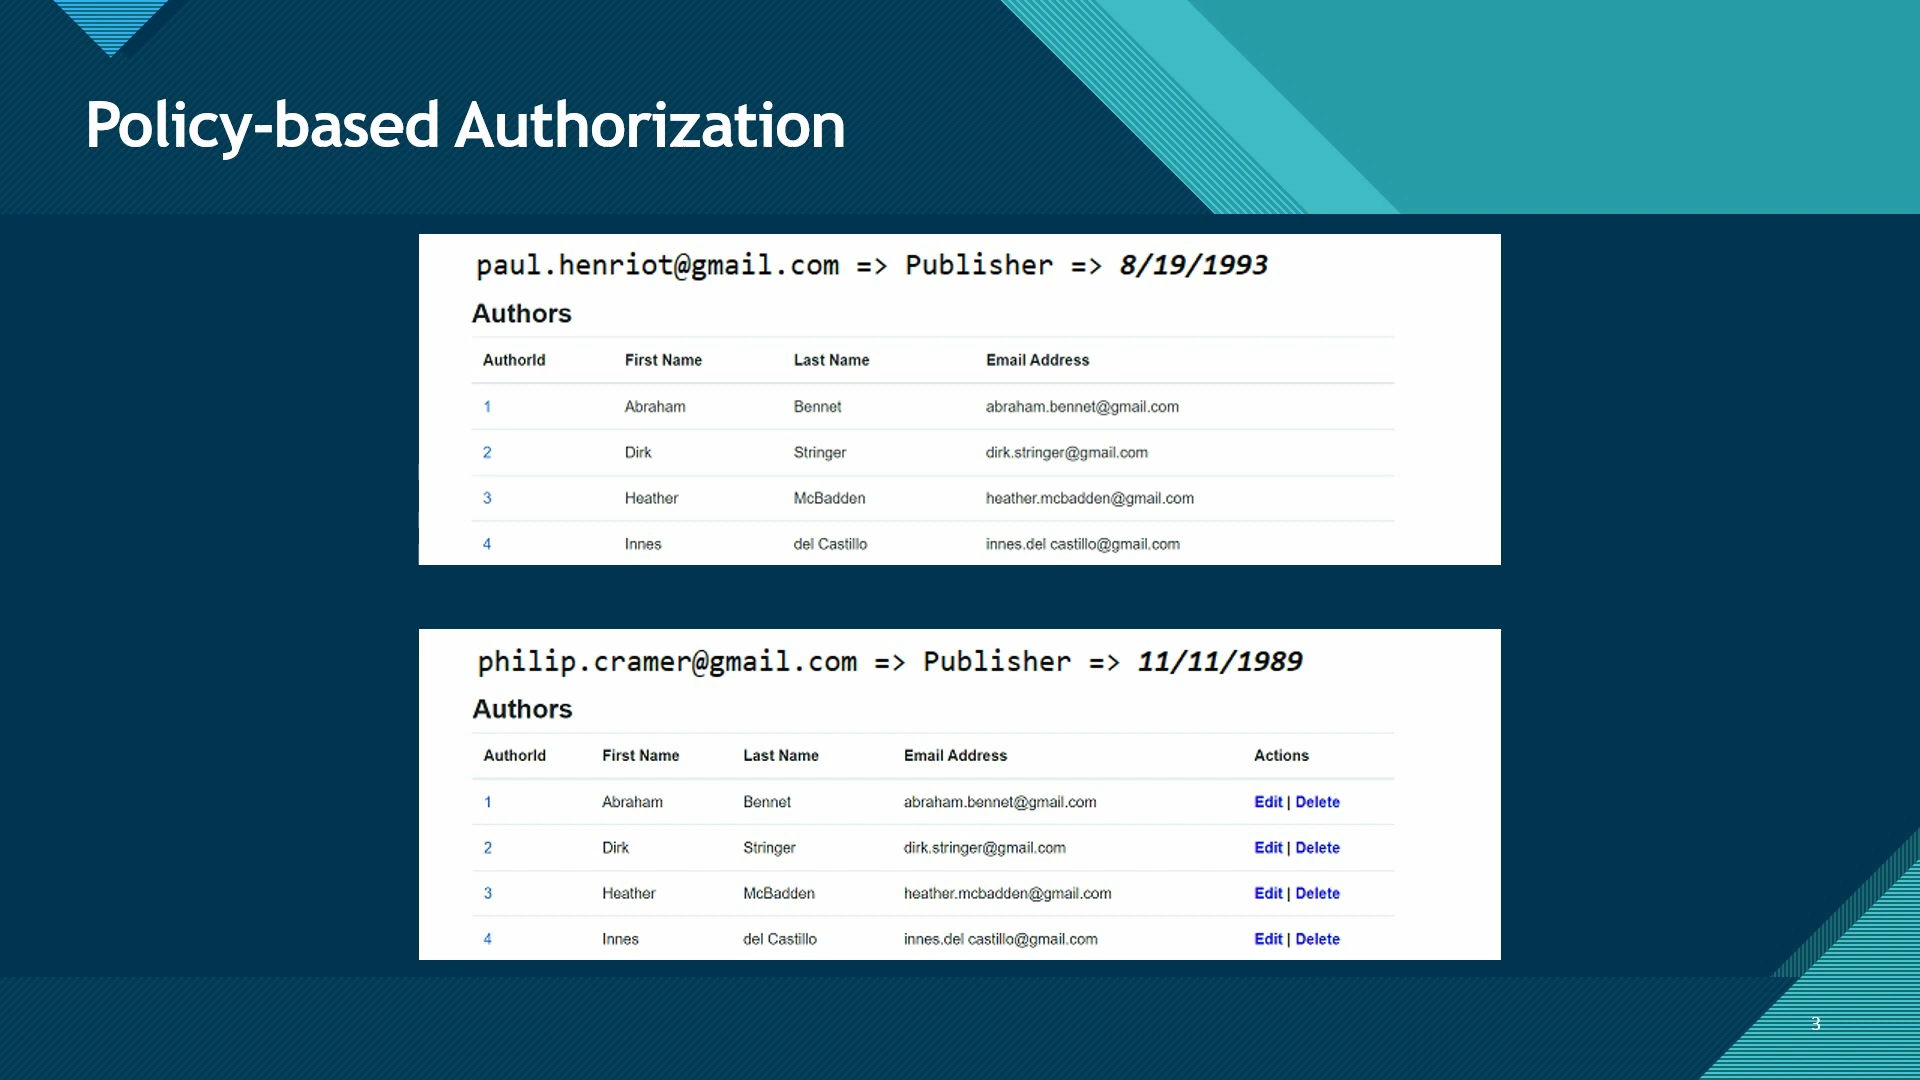 Policy-based Authorization
paul.henriot@gmail.com => Publisher => 8/19/1993
Authors
AuthorId First Name Last Name Email Address
1 Abraham Bennet abraham.bennet@gmail.com
2 Dirk Stringer dirk.stringer@gmail.com
3 Heather McBadden heather.mcbadden@gmail.com
4 Innes del Castillo innes.del castillo@gmail.com
philip.cramer@gmail.com => Publisher => 11/11/1989
Authors
AuthorId First Name Last Name Email Address Actions
1 Abraham Bennet abraham.bennet@gmail.com Edit | Delete
2 Dirk Stringer dirk.stringer@gmail.com Edit | Delete
3 Heather McBadden heather.mcbadden@gmail.com Edit | Delete
4 Innes del Castillo innes.del castillo@gmail.com Edit | Delete
3